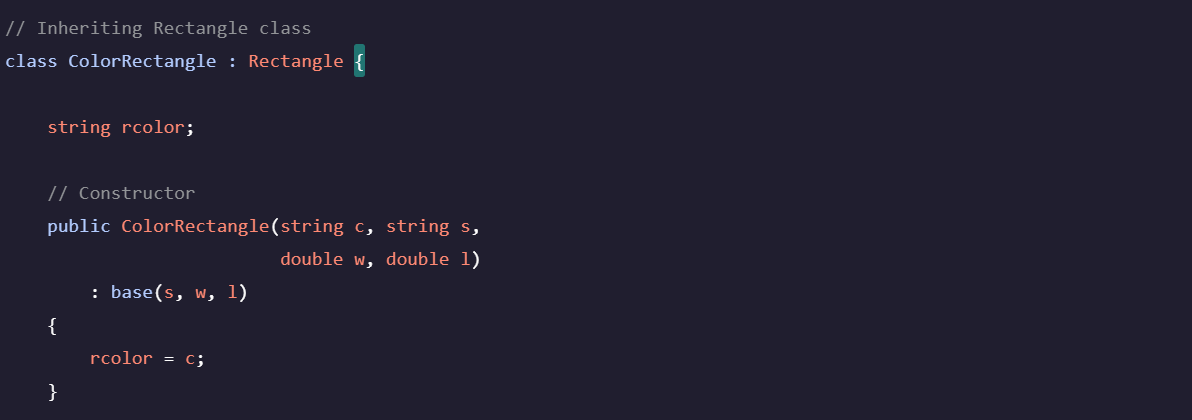 // Inheriting Rectangle class
class ColorRectangle : Rectangle {
string rcolor;
// Constructor
public ColorRectangle(string c, string s,
double w, double l)
: base(s, w, l)
{
rcolor = c;
}